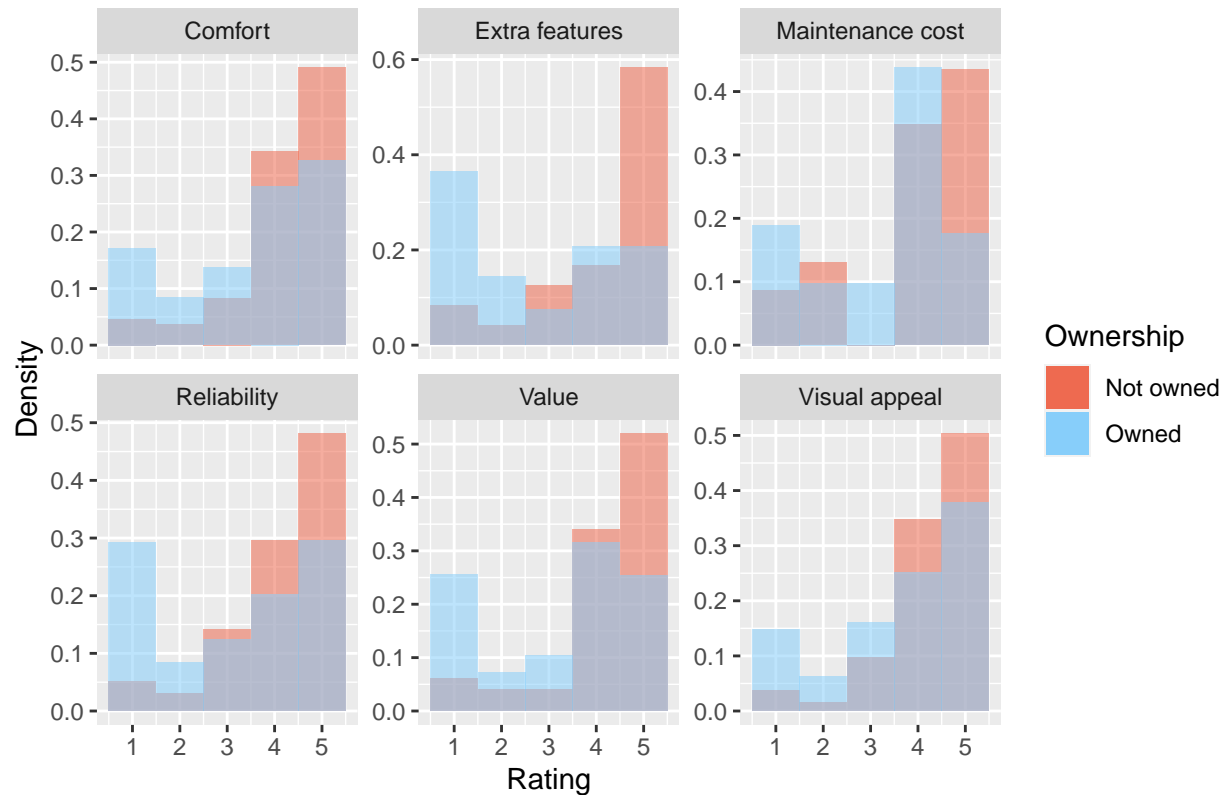 Comfort
Extra features
Maintenance cost
0.5
0.4
0.3
0.2
0.1
0.0
0.6
0.4
0.2
0.0
0.4
0.3
0.2
0.1
0.0
Reliability
Value
Visual appeal
0.5
0.4
0.3
0.2
0.1
0.0
0.5
0.4
0.3
0.2
0.1
0.0
0.5
0.4
0.3
0.2
0.1
0.0
1 2 3 4 5
1 2 3 4 5
1 2 3 4 5
Rating
Density
Ownership
Not owned
Owned